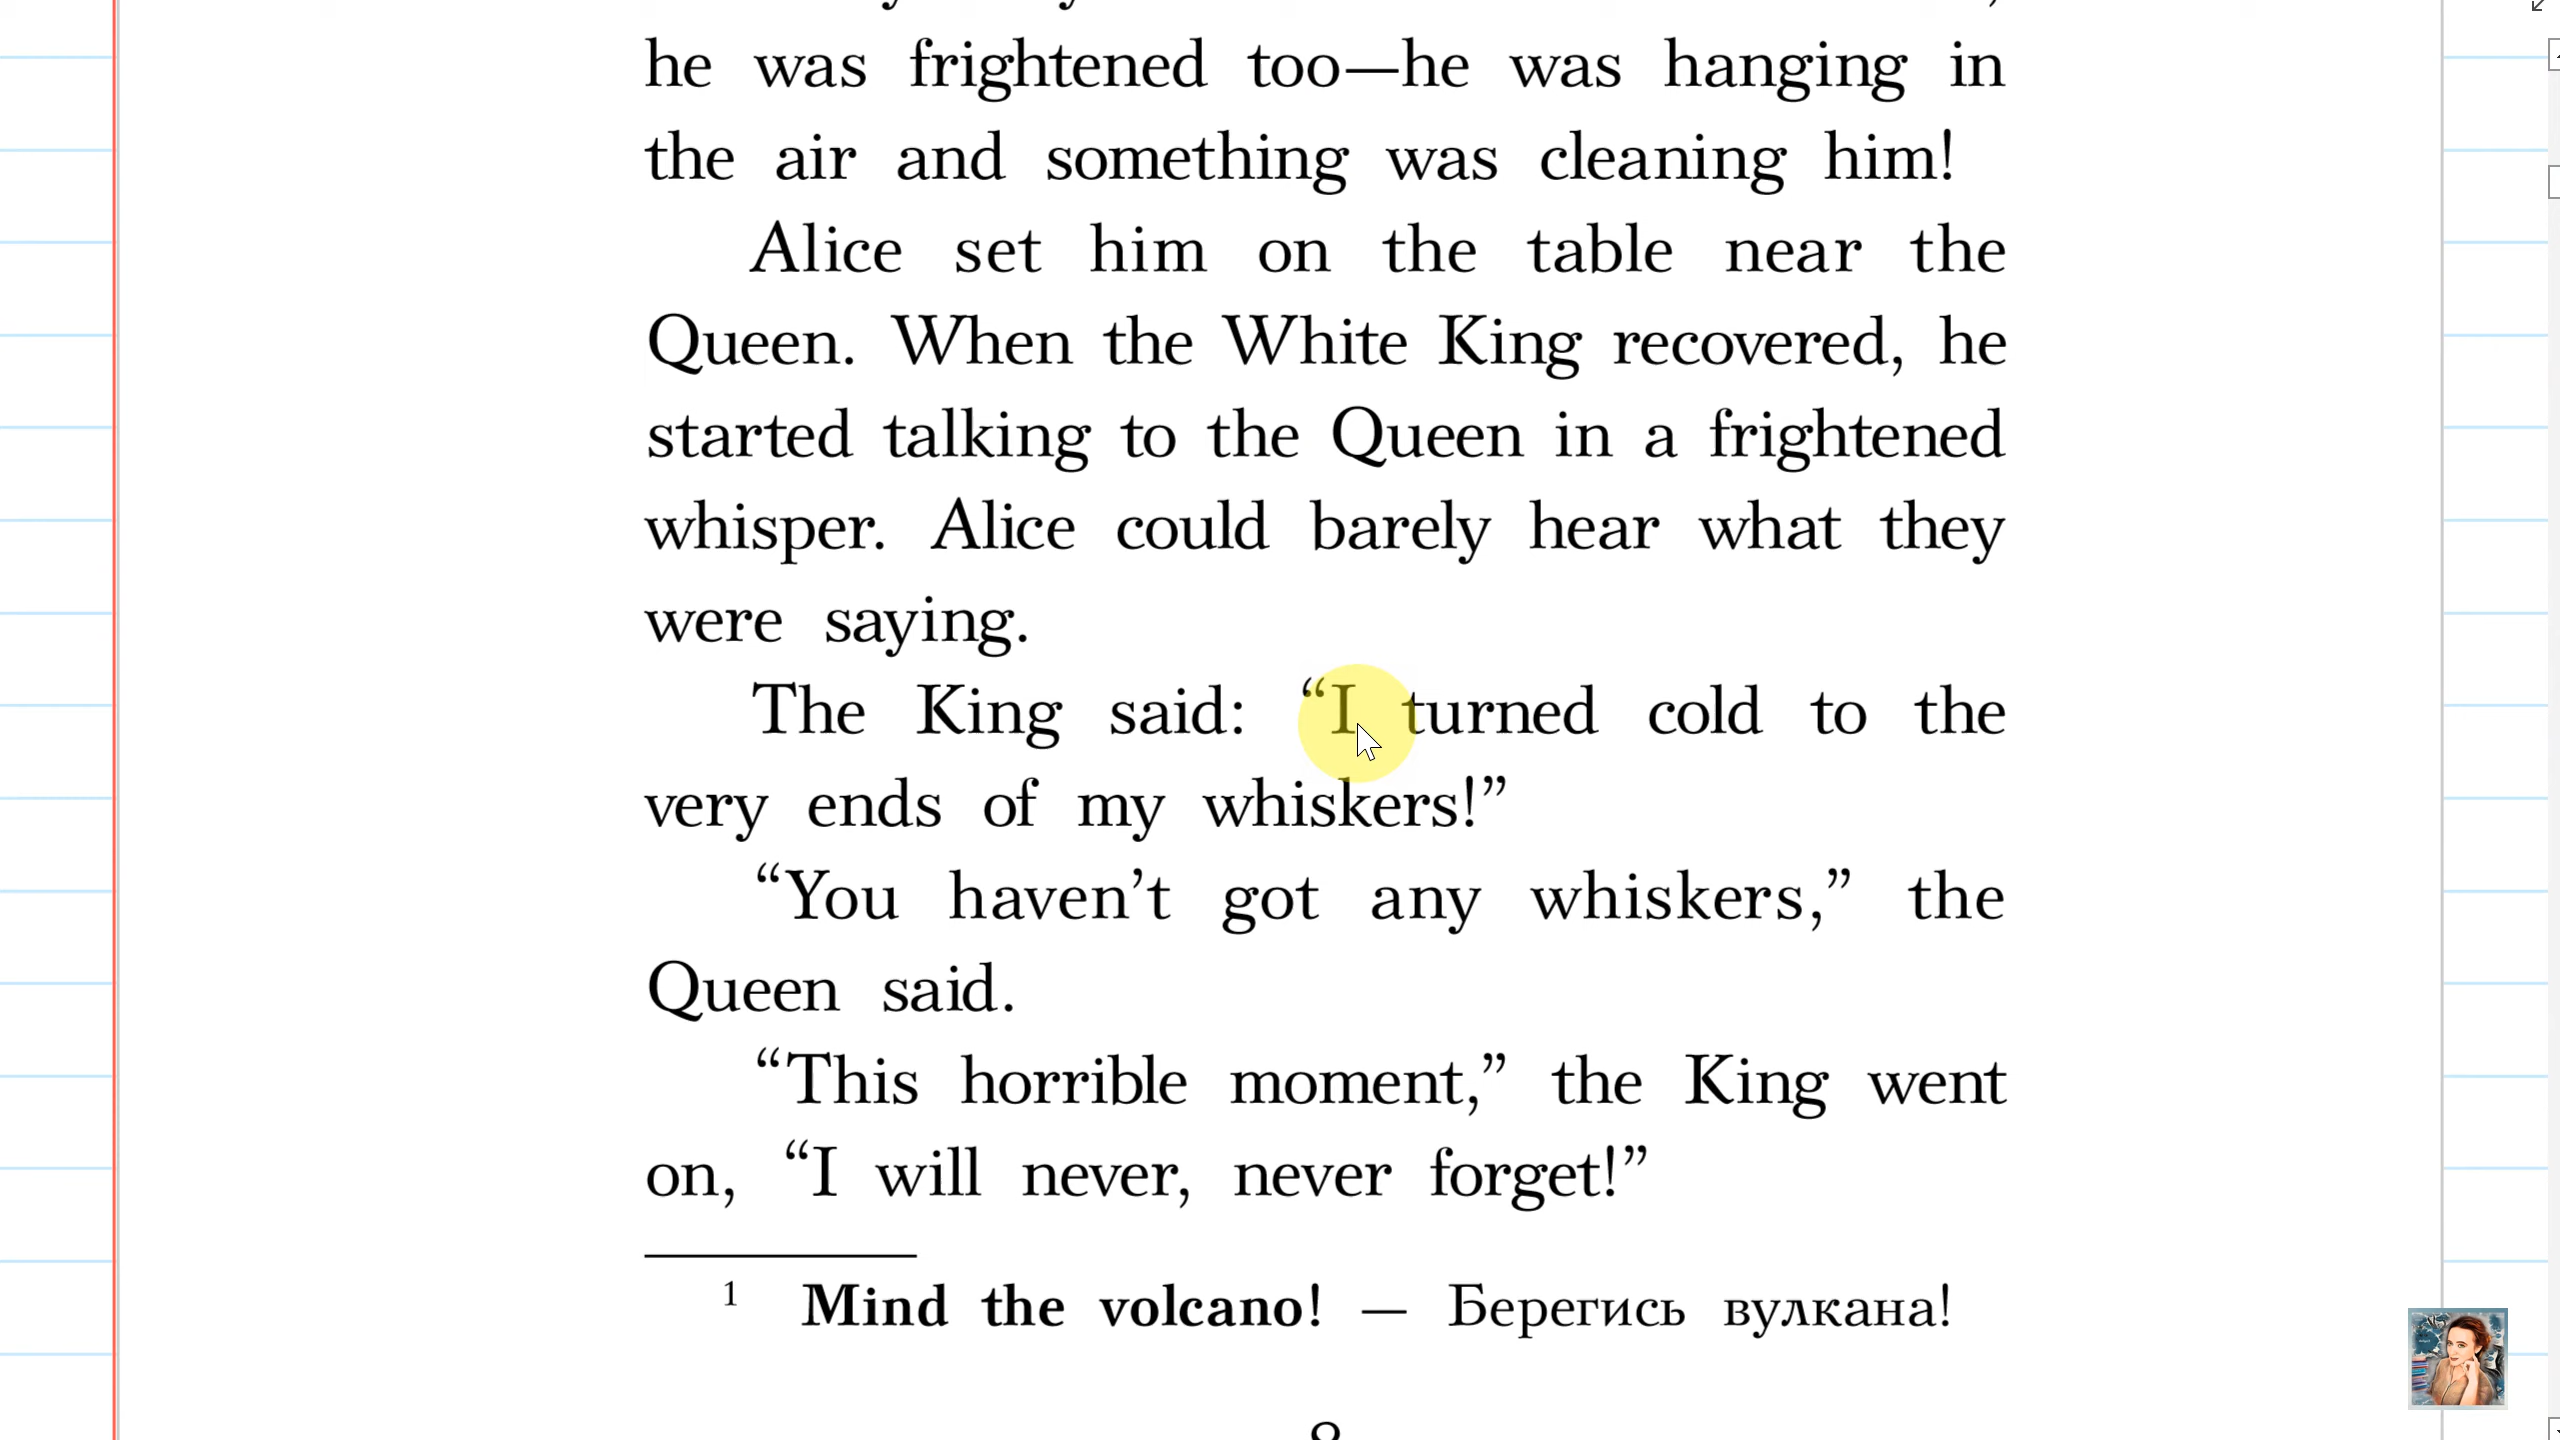 he was frightened too—he was hanging in
the air and something was cleaning him!
Alice set him on the table near the
Queen. When the White King recovered, he
started talking to the Queen in a frightened
whisper. Alice could barely hear what they
were saying.
The King said: “I turned cold to the
very ends of my whiskers!”
“You haven’t got any whiskers,” the
Queen said.
“This horrible moment,” the King went
on, “I will never, never forget!”
1 Mind the volcano! — Берегись вулкана!